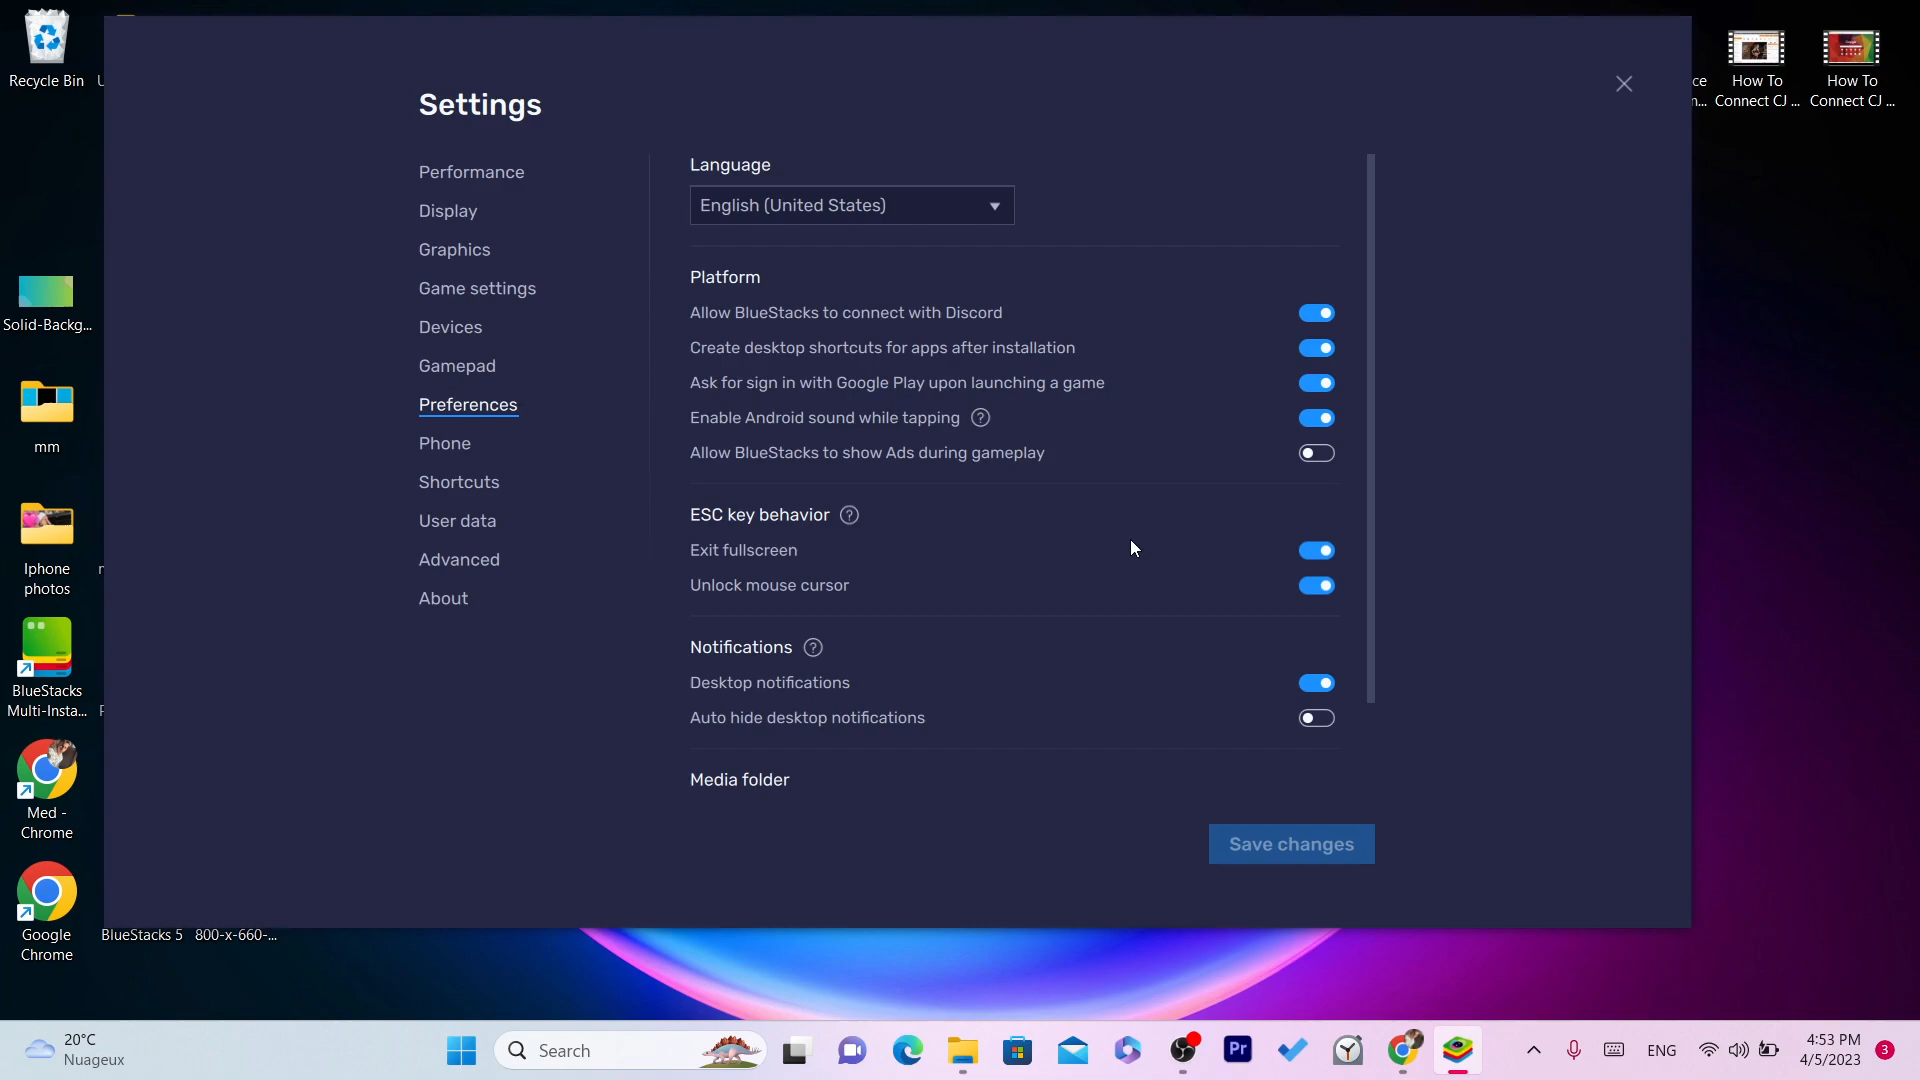 Recycle Bin
U
ce
How To
Connect CJ ...
n...
How To
Connect CJ ...
Settings
Performance
Display
Graphics
Game settings
Devices
Gamepad
Preferences
Phone
Shortcuts
User data
Advanced
About
Language
English (United States)
Platform
Allow BlueStacks to connect with Discord
Create desktop shortcuts for apps after installation
Ask for sign in with Google Play upon launching a game
Enable Android sound while tapping ?
Allow BlueStacks to show Ads during gameplay
ESC key behavior ?
Exit fullscreen
Unlock mouse cursor
Notifications ?
Desktop notifications
Auto hide desktop notifications
Media folder
Save changes
Solid-Backg...
mm
Iphone
photos
BlueStacks
Multi-Insta...
Med -
Chrome
Google
Chrome
BlueStacks 5
800-x-660-...
20°C
Nuageux
Search
Pr
ENG
4:53 PM
4/5/2023
3